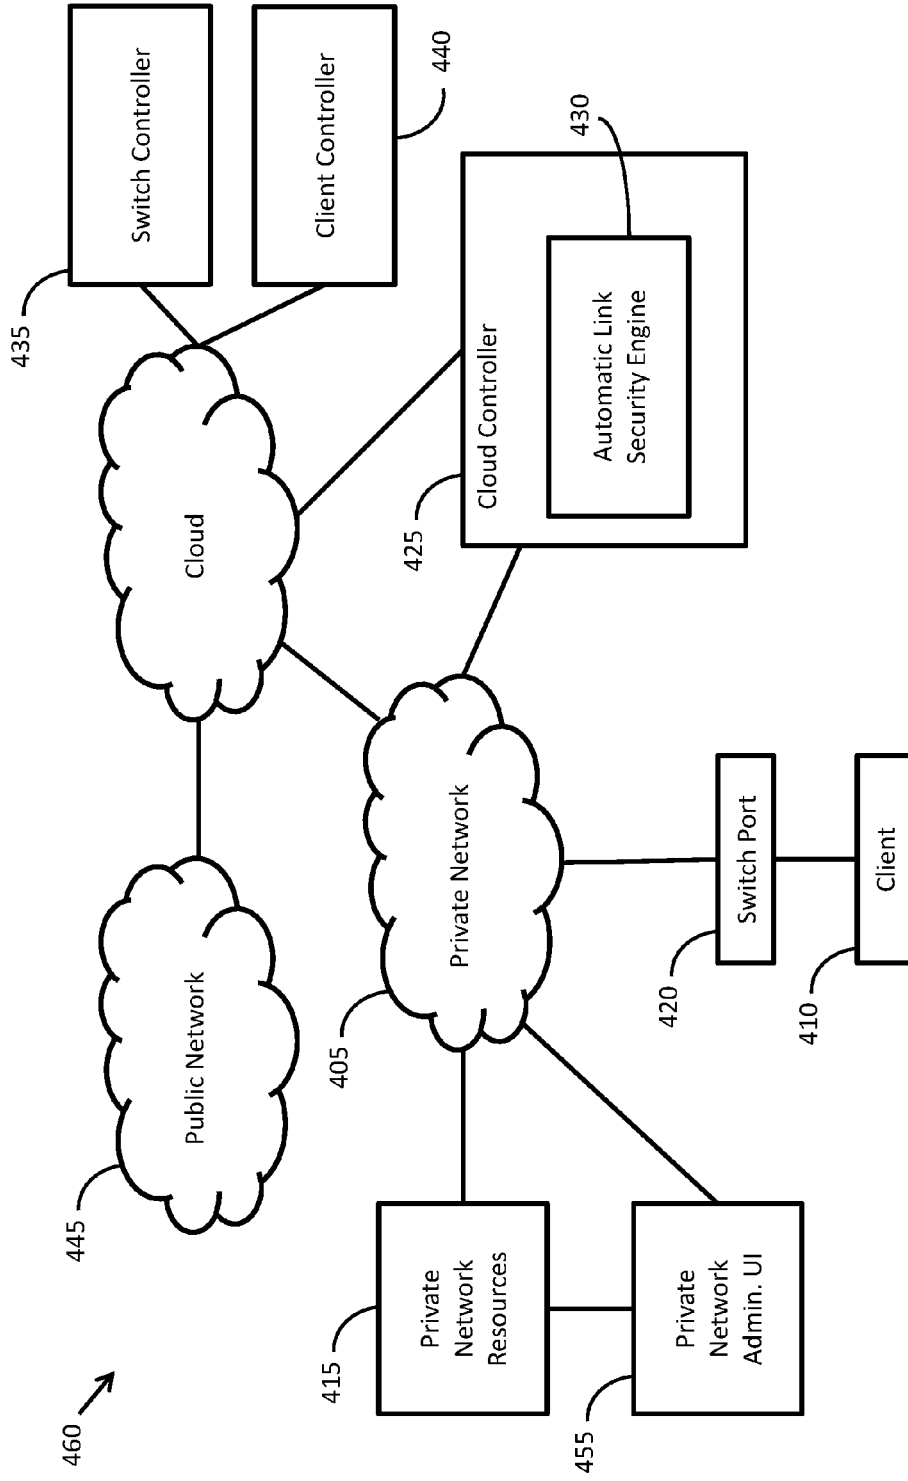 460
445
Public Network
Cloud
435
Switch Controller
Client Controller
440
405
Private Network
415
Private
Network
Resources
455
Private
Network
Admin. UI
420
Switch Port
410
Client
425
Cloud Controller
Automatic Link
Security Engine
430